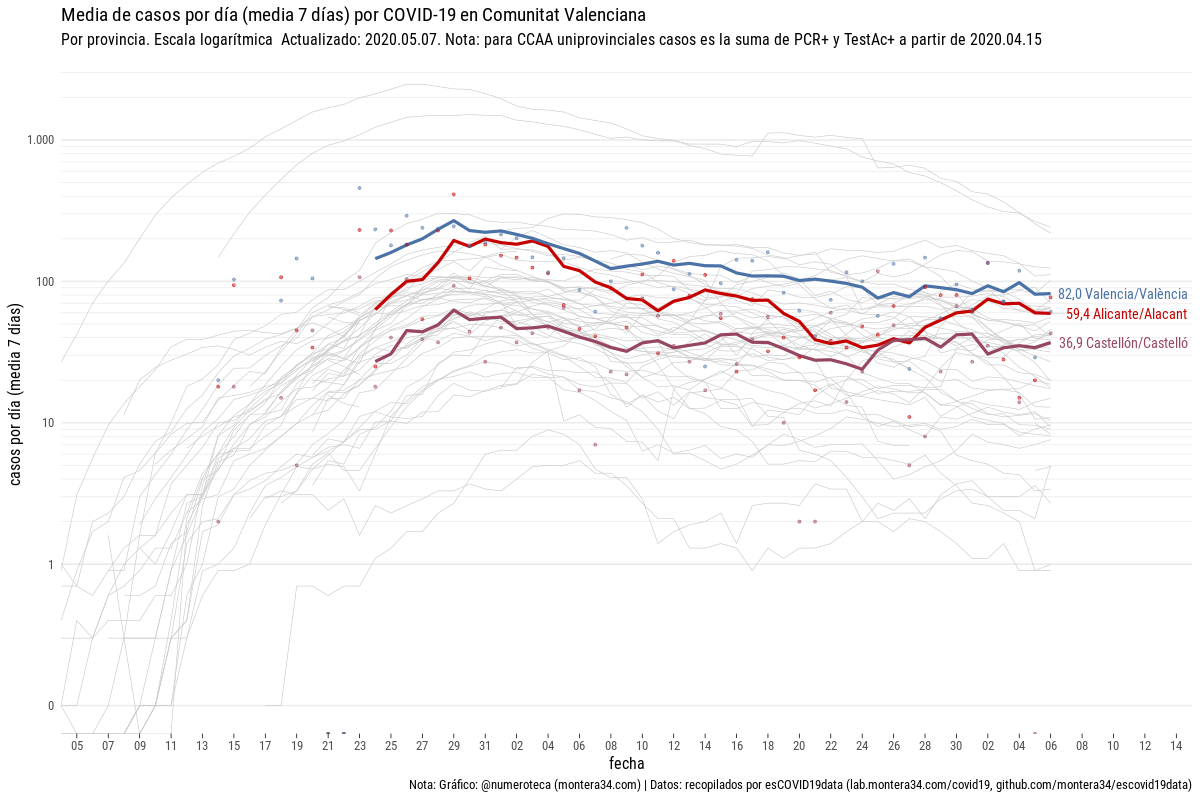 Media de casos por día (media 7 días) por COVID-19 en Comunitat Valenciana
Por provincia. Escala logarítmica  Actualizado: 2020.05.07. Nota: para CCAA uniprovinciales casos es la suma de PCR+ y TestAc+ a partir de 2020.04.15
casos por día (media 7 días)
1.000
100
10
1
0
82,0 Valencia/València
59,4 Alicante/Alacant
36,9 Castellón/Castelló
05 07 09 11 13 15 17 19 21 23 25 27 29 31 02 04 06 08 10 12 14 16 18 20 22 24 26 28 30 02 04 06 08 10 12 14
fecha
Nota: Gráfico: @numeroteca (montera34.com) | Datos: recopilados por esCOVID19data (lab.montera34.com/covid19, github.com/montera34/escovid19data)